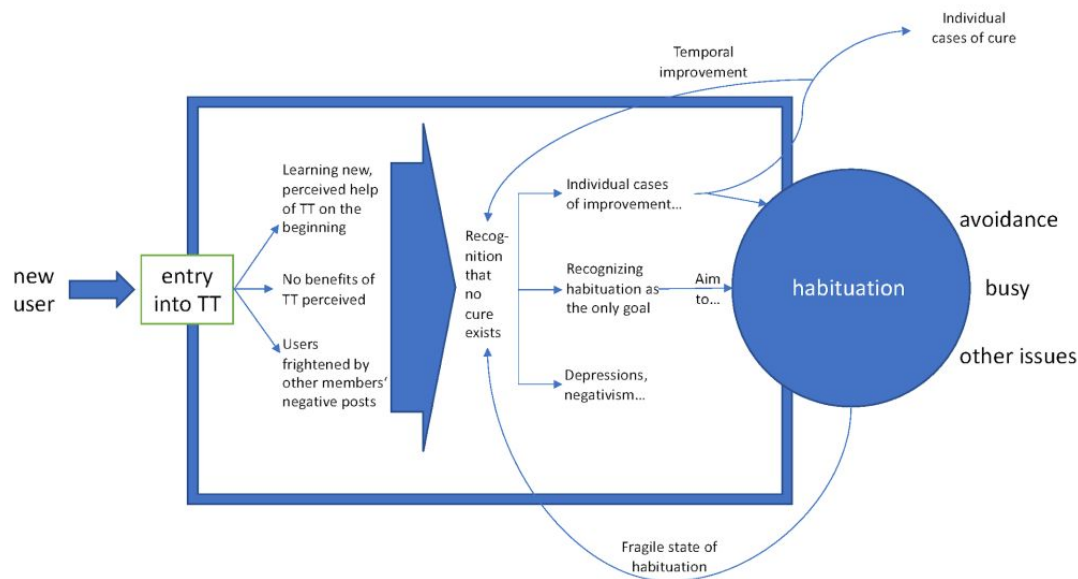 Individual
cases of cure
Temporal
improvement
Learning new,
perceived help
of TT on the
beginning
Individual cases
of improvement...
avoidance
Recog-
nition
that
no
cure
exists
new
user
entry
into TT
No benefits of
TT perceived
Recognizing
habituation as
the only goal
Aim
to...
habituation
busy
Users
frightened by
other members‘
negative posts
other issues
Depressions,
negativism...
Fragile state of
habituation